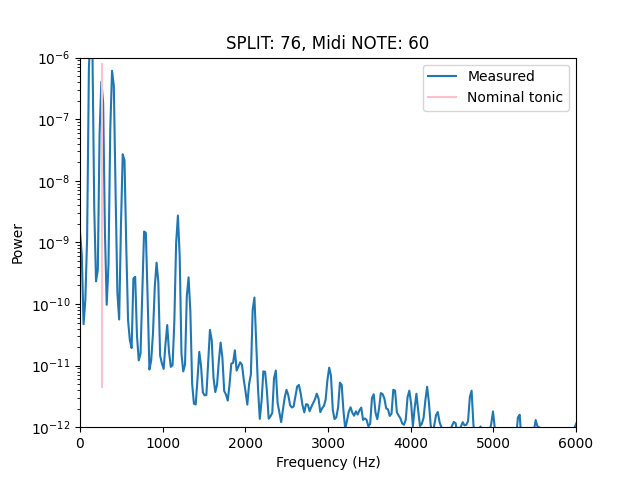 SPLIT: 76, Midi NOTE: 60
Measured
Nominal tonic
Power
10⁻⁶
10⁻⁷
10⁻⁸
10⁻⁹
10⁻¹⁰
10⁻¹¹
10⁻¹²
0 1000 2000 3000 4000 5000 6000
Frequency (Hz)